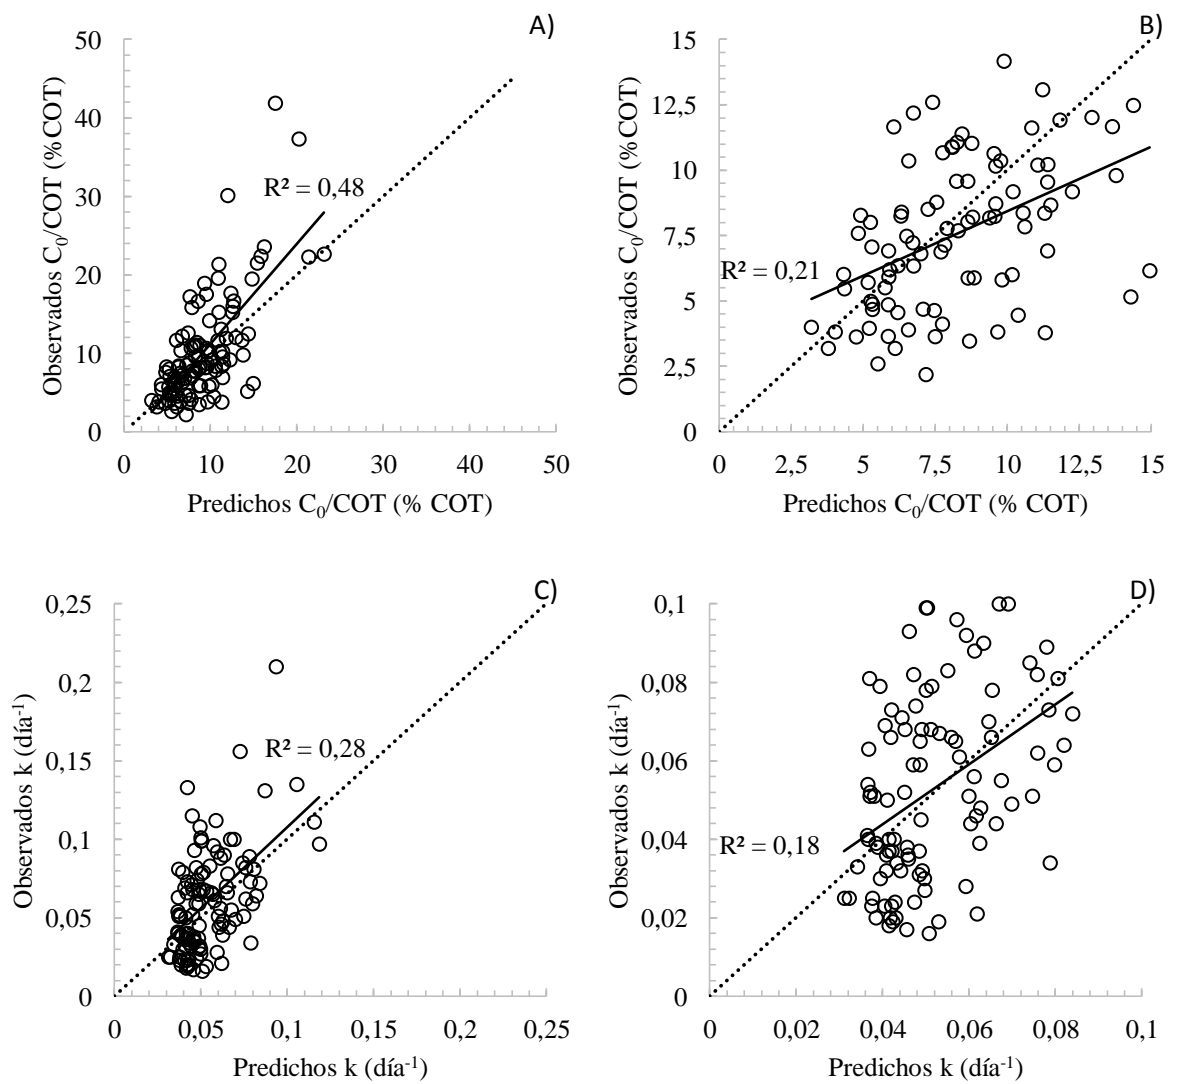 A)
50
40
30
20
10
0
0 10 20 30 40 50
Observados C₀/COT (%COT)
Predichos C₀/COT (% COT)
R² = 0,48
B)
15
12,5
10
7,5
5
2,5
0
0 2,5 5 7,5 10 12,5 15
Observados C₀/COT (%COT)
Predichos C₀/COT (% COT)
R² = 0,21
C)
0,25
0,2
0,15
0,1
0,05
0
0 0,05 0,1 0,15 0,2 0,25
Observados k (día⁻¹)
Predichos k (día⁻¹)
R² = 0,28
D)
0,1
0,08
0,06
0,04
0,02
0
0 0,02 0,04 0,06 0,08 0,1
Observados k (día⁻¹)
Predichos k (día⁻¹)
R² = 0,18